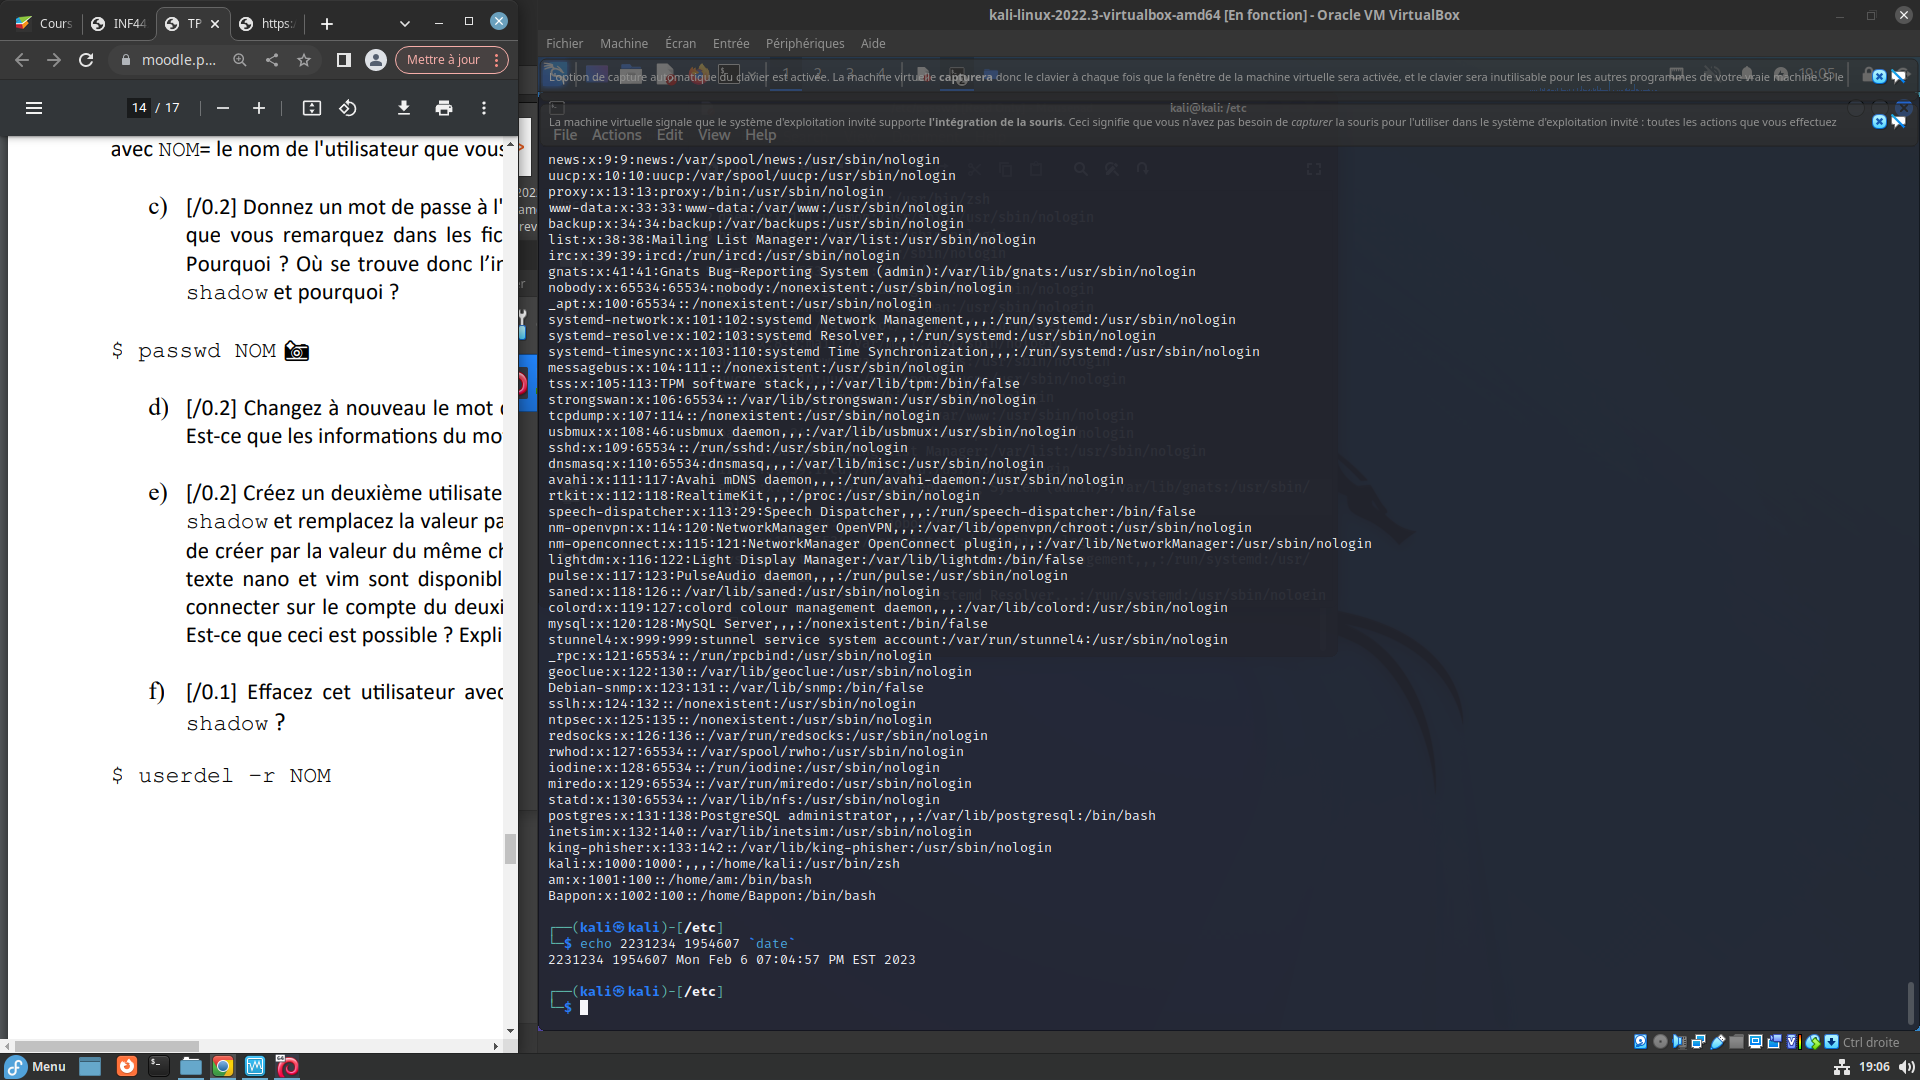 Cours
INF44
TP
https:
moodle.p...
Mettre à jour
14 / 17
avec NOM= le nom de l'utilisateur que vous
c) [/0.2] Donnez un mot de passe à l'
que vous remarquez dans les fic
Pourquoi ? Où se trouve donc l'in
shadow et pourquoi ?
$ passwd NOM
d) [/0.2] Changez à nouveau le mot
Est-ce que les informations du mo
e) [/0.2] Créez un deuxième utilisate
shadow et remplacez la valeur pa
de créer par la valeur du même ch
texte nano et vim sont disponibl
connecter sur le compte du deuxi
Est-ce que ceci est possible ? Expli
f) [/0.1] Effacez cet utilisateur avec
shadow ?
$ userdel –r NOM
kali-linux-2022.3-virtualbox-amd64 [En fonction] - Oracle VM VirtualBox
Fichier Machine Écran Entrée Périphériques Aide
L'option de capture automatique du clavier est activée. La machine virtuelle capturera donc le clavier à chaque fois que la fenêtre de la machine virtuelle sera activée, et le clavier sera inutilisable pour les autres programmes de votre vraie machine. Si le
kali@kali: /etc
La machine virtuelle signale que le système d'exploitation invité supporte l'intégration de la souris. Ceci signifie que vous n'avez pas besoin de capturer la souris pour l'utiliser dans le système d'exploitation invité : toutes les actions que vous effectuez
File Actions Edit View Help
news:x:9:9:news:/var/spool/news:/usr/sbin/nologin
uucp:x:10:10:uucp:/var/spool/uucp:/usr/sbin/nologin
proxy:x:13:13:proxy:/bin:/usr/sbin/nologin
www-data:x:33:33:www-data:/var/www:/usr/sbin/nologin
backup:x:34:34:backup:/var/backups:/usr/sbin/nologin
list:x:38:38:Mailing List Manager:/var/list:/usr/sbin/nologin
irc:x:39:39:ircd:/run/ircd:/usr/sbin/nologin
gnats:x:41:41:Gnats Bug-Reporting System (admin):/var/lib/gnats:/usr/sbin/nologin
nobody:x:65534:65534:nobody:/nonexistent:/usr/sbin/nologin
_apt:x:100:65534::/nonexistent:/usr/sbin/nologin
systemd-network:x:101:102:systemd Network Management,,,:/run/systemd:/usr/sbin/nologin
systemd-resolve:x:102:103:systemd Resolver,,,:/run/systemd:/usr/sbin/nologin
systemd-timesync:x:103:110:systemd Time Synchronization,,,:/run/systemd:/usr/sbin/nologin
messagebus:x:104:111::/nonexistent:/usr/sbin/nologin
tss:x:105:113:TPM software stack,,,:/var/lib/tpm:/bin/false
strongswan:x:106:65534::/var/lib/strongswan:/usr/sbin/nologin
tcpdump:x:107:114::/nonexistent:/usr/sbin/nologin
usbmux:x:108:46:usbmux daemon,,,:/var/lib/usbmux:/usr/sbin/nologin
sshd:x:109:65534::/run/sshd:/usr/sbin/nologin
dnsmasq:x:110:65534:dnsmasq,,,:/var/lib/misc:/usr/sbin/nologin
avahi:x:111:117:Avahi mDNS daemon,,,:/run/avahi-daemon:/usr/sbin/nologin
rtkit:x:112:118:RealtimeKit,,,:/proc:/usr/sbin/nologin
speech-dispatcher:x:113:29:Speech Dispatcher,,,:/run/speech-dispatcher:/bin/false
nm-openvpn:x:114:120:NetworkManager OpenVPN,,,:/var/lib/openvpn/chroot:/usr/sbin/nologin
nm-openconnect:x:115:121:NetworkManager OpenConnect plugin,,,:/var/lib/NetworkManager:/usr/sbin/nologin
lightdm:x:116:122:Light Display Manager:/var/lib/lightdm:/bin/false
pulse:x:117:123:PulseAudio daemon,,,:/run/pulse:/usr/sbin/nologin
saned:x:118:126::/var/lib/saned:/usr/sbin/nologin
colord:x:119:127:colord colour management daemon,,,:/var/lib/colord:/usr/sbin/nologin
mysql:x:120:128:MySQL Server,,,:/nonexistent:/bin/false
stunnel4:x:999:999:stunnel service system account:/var/run/stunnel4:/usr/sbin/nologin
_rpc:x:121:65534::/run/rpcbind:/usr/sbin/nologin
geoclue:x:122:130::/var/lib/geoclue:/usr/sbin/nologin
Debian-snmp:x:123:131::/var/lib/snmp:/bin/false
sslh:x:124:132::/nonexistent:/usr/sbin/nologin
ntpsec:x:125:135::/nonexistent:/usr/sbin/nologin
redsocks:x:126:136::/var/run/redsocks:/usr/sbin/nologin
rwhod:x:127:65534::/var/spool/rwho:/usr/sbin/nologin
iodine:x:128:65534::/run/iodine:/usr/sbin/nologin
miredo:x:129:65534::/var/run/miredo:/usr/sbin/nologin
statd:x:130:65534::/var/lib/nfs:/usr/sbin/nologin
postgres:x:131:138:PostgreSQL administrator,,,:/var/lib/postgresql:/bin/bash
inetsim:x:132:140::/var/lib/inetsim:/usr/sbin/nologin
king-phisher:x:133:142::/var/lib/king-phisher:/usr/sbin/nologin
kali:x:1000:1000:,,,:/home/kali:/usr/bin/zsh
am:x:1001:100::/home/am:/bin/bash
Bappon:x:1002:100::/home/Bappon:/bin/bash
┌──(kali㉿kali)-[/etc]
└─$ echo 2231234 1954607 `date`
2231234 1954607 Mon Feb 6 07:04:57 PM EST 2023
┌──(kali㉿kali)-[/etc]
└─$
Ctrl droite
Menu
19:06